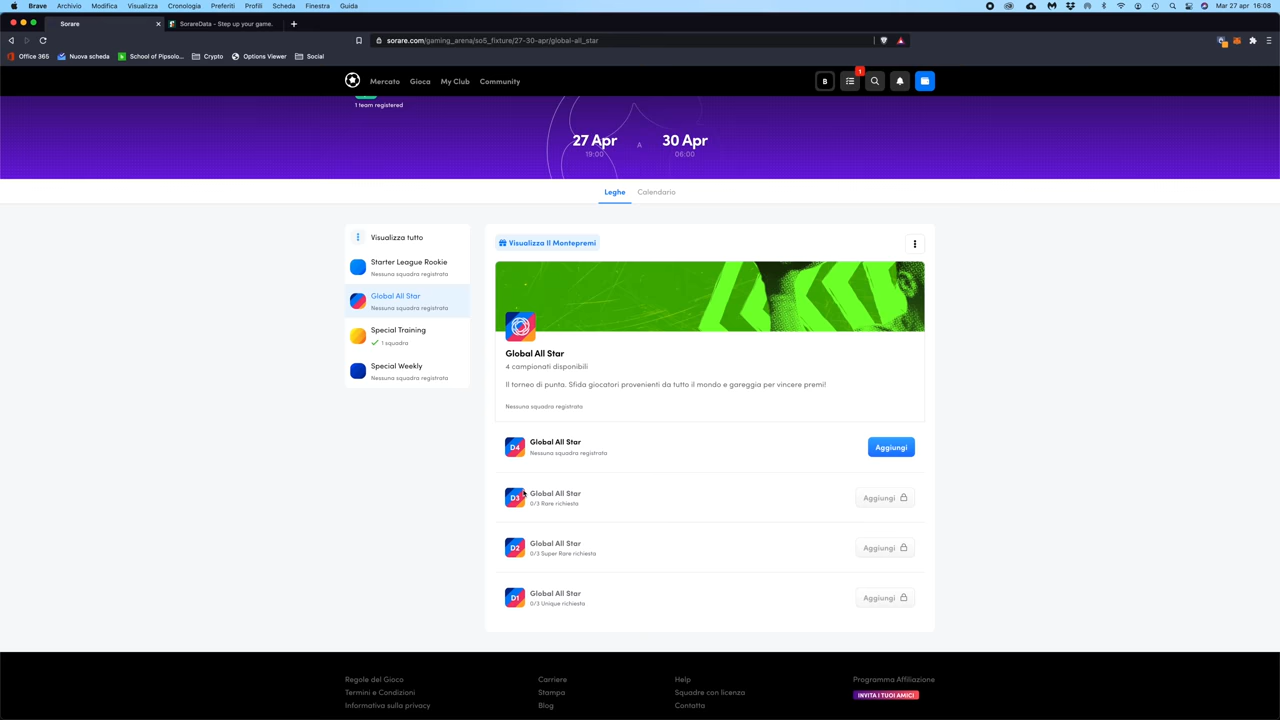 Brave Archivio Modifica Visualizza Cronologia Preferiti Profili Scheda Finestra Guida Mar 27 apr 16:08
Sorare SorareData - Step up your game.
sorare.com/gaming_arena/so5_fixture/27-30-apr/global-all_star
Office 365 Nuova scheda School of Pipsolo... Crypto Options Viewer Social
Mercato Gioca My Club Community B 1
1 team registered
27 Apr A 30 Apr
19:00 06:00
Leghe Calendario
Visualizza tutto
Starter League Rookie
Nessuna squadra registrata
Global All Star
Nessuna squadra registrata
Special Training
1 squadra
Special Weekly
Nessuna squadra registrata
Visualizza Il Montepremi
Global All Star
4 campionati disponibili
Il torneo di punta. Sfida giocatori provenienti da tutto il mondo e gareggia per vincere premi!
Nessuna squadra registrata
D4 Global All Star Aggiungi
Nessuna squadra registrata
D3 Global All Star Aggiungi
0/3 Rare richiesta
D2 Global All Star Aggiungi
0/3 Super Rare richiesta
D1 Global All Star Aggiungi
0/3 Unique richiesta
Regole del Gioco Carriere Help Programma Affiliazione
Termini e Condizioni Stampa Squadre con licenza INVITA I TUOI AMICI
Informativa sulla privacy Blog Contatta